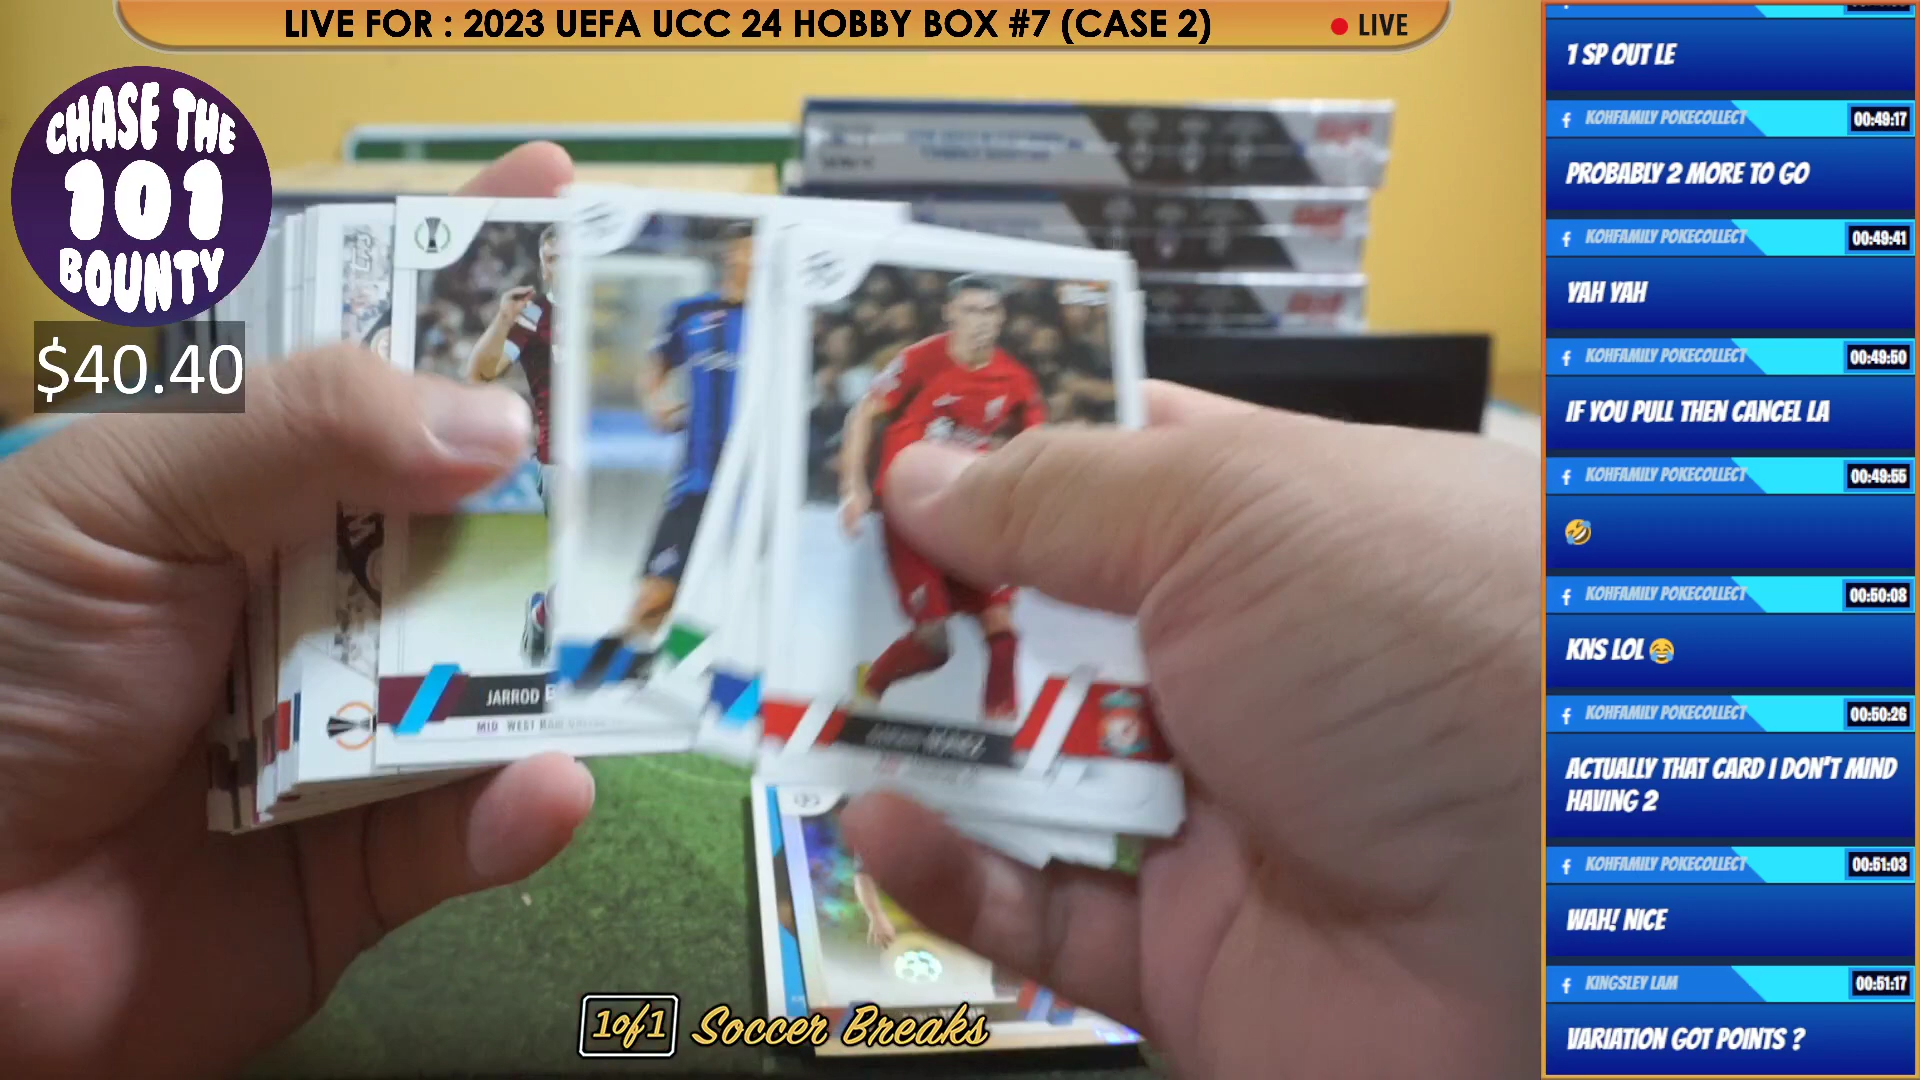 LIVE FOR : 2023 UEFA UCC 24 HOBBY BOX #7 (CASE 2)
LIVE
CHASE THE
101
BOUNTY
$40.40
JARROD
MID WEST HAM
1of1 Soccer Breaks
1 SP OUT LE
KOHFAMILY POKECOLLECT
00:49:17
PROBABLY 2 MORE TO GO
KOHFAMILY POKECOLLECT
00:49:41
YAH YAH
KOHFAMILY POKECOLLECT
00:49:50
IF YOU PULL THEN CANCEL LA
KOHFAMILY POKECOLLECT
00:49:55
🤣
KOHFAMILY POKECOLLECT
00:50:08
KNS LOL 😂
KOHFAMILY POKECOLLECT
00:50:26
ACTUALLY THAT CARD I DON'T MIND
HAVING 2
KOHFAMILY POKECOLLECT
00:51:03
WAH! NICE
KINGSLEY LAM
00:51:17
VARIATION GOT POINTS ?